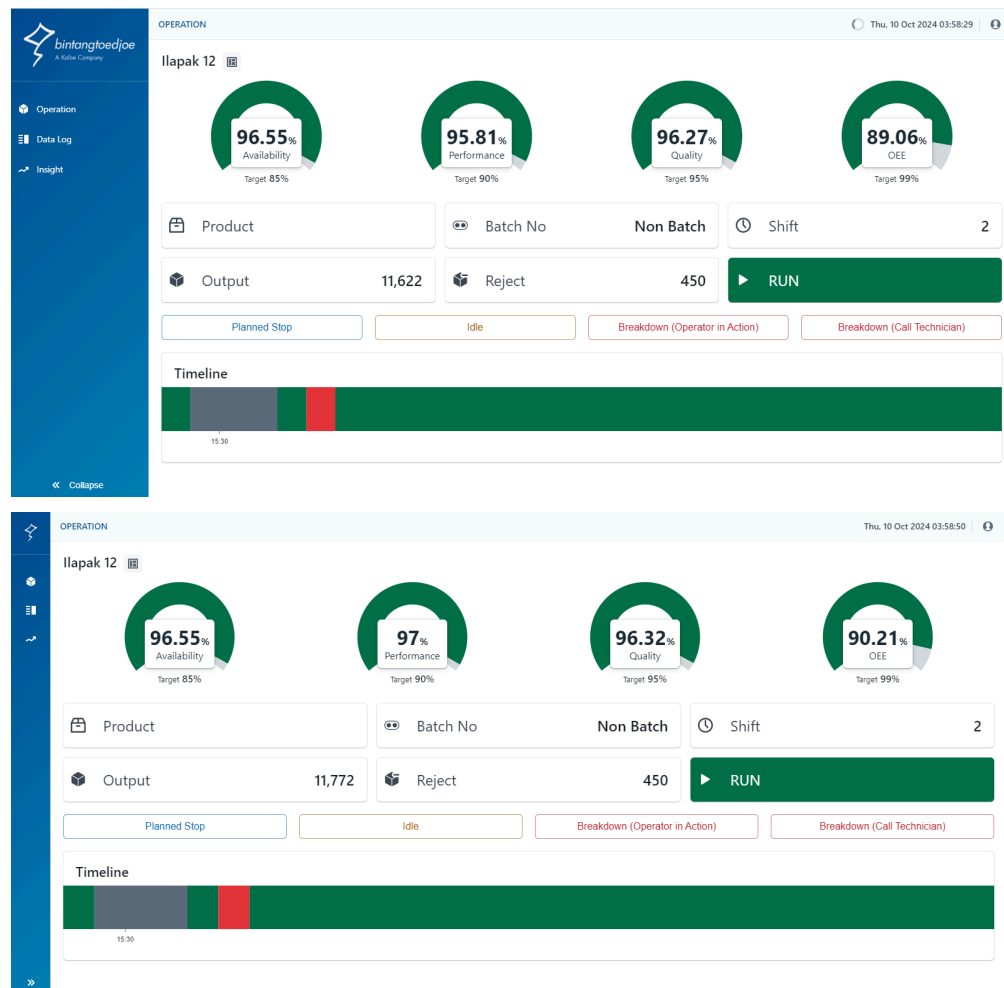 bintangtoedjoe
A Kalbe Company
Operation
Data Log
Insight
Collapse
OPERATION
Thu, 10 Oct 2024 03:58:29
Ilapak 12
96.55%
Availability
Target 85%
95.81%
Performance
Target 90%
96.27%
Quality
Target 95%
89.06%
OEE
Target 99%
Product
Batch No Non Batch
Shift 2
Output 11,622
Reject 450
RUN
Planned Stop
Idle
Breakdown (Operator in Action)
Breakdown (Call Technician)
Timeline
15:30
OPERATION
Thu, 10 Oct 2024 03:58:50
Ilapak 12
96.55%
Availability
Target 85%
97%
Performance
Target 90%
96.32%
Quality
Target 95%
90.21%
OEE
Target 99%
Product
Batch No Non Batch
Shift 2
Output 11,772
Reject 450
RUN
Planned Stop
Idle
Breakdown (Operator in Action)
Breakdown (Call Technician)
Timeline
15:30